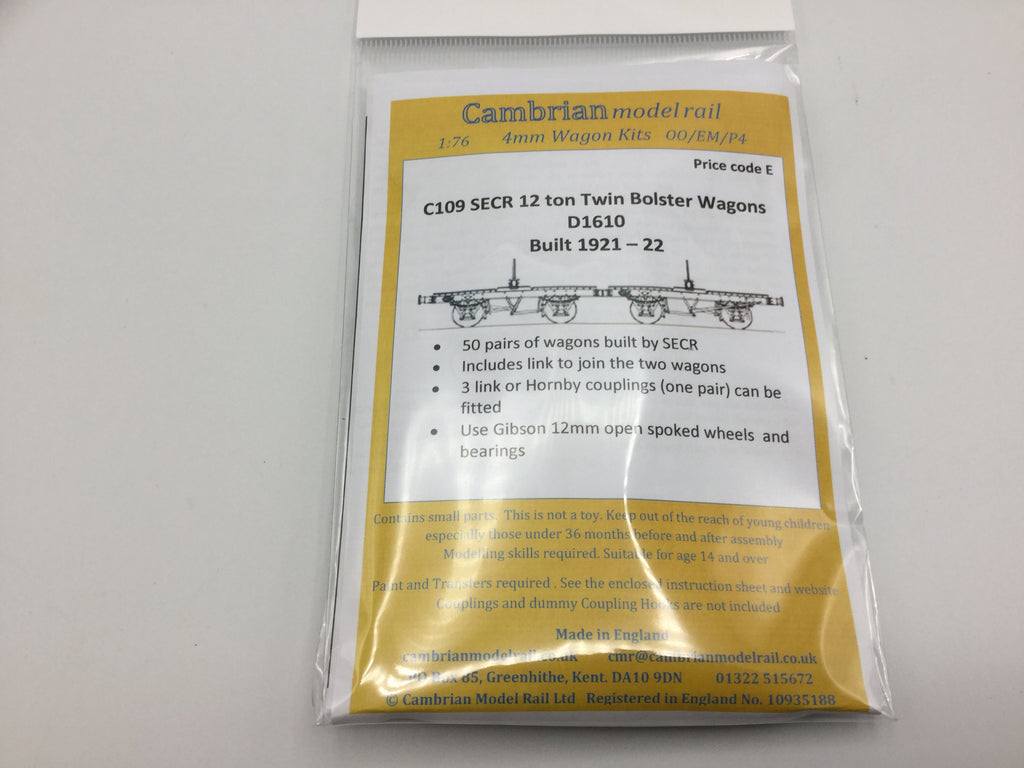 Cambrian model rail
1:76 4mm Wagon Kits OO/EM/P4
Price code E
C109 SECR 12 ton Twin Bolster Wagons
D1610
Built 1921 – 22
• 50 pairs of wagons built by SECR
• Includes link to join the two wagons
• 3 link or Hornby couplings (one pair) can be
fitted
• Use Gibson 12mm open spoked wheels and
bearings
Contains small parts. This is not a toy. Keep out of the reach of young children
especially those under 36 months before and after assembly
Modelling skills required. Suitable for age 14 and over
Paint and Transfers required . See the enclosed instruction sheet and website
Couplings and dummy Coupling Hooks are not included
Made in England
cambrianmodelrail.co.uk cmr@cambrianmodelrail.co.uk
PO Box 85, Greenhithe, Kent. DA10 9DN 01322 515672
© Cambrian Model Rail Ltd Registered in England No. 10935188